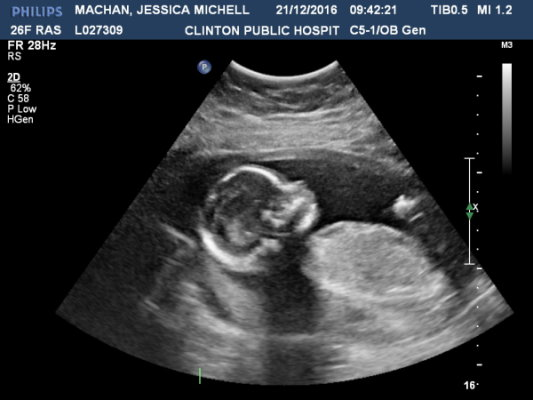 PHILIPS MACHAN, JESSICA MICHELL 21/12/2016 09:42:21 TIB0.5 MI 1.2
26F RAS L027309 CLINTON PUBLIC HOSPIT C5-1/OB Gen
FR 28Hz M3
RS
P
2D
62%
C 58
P Low
HGen
X
16